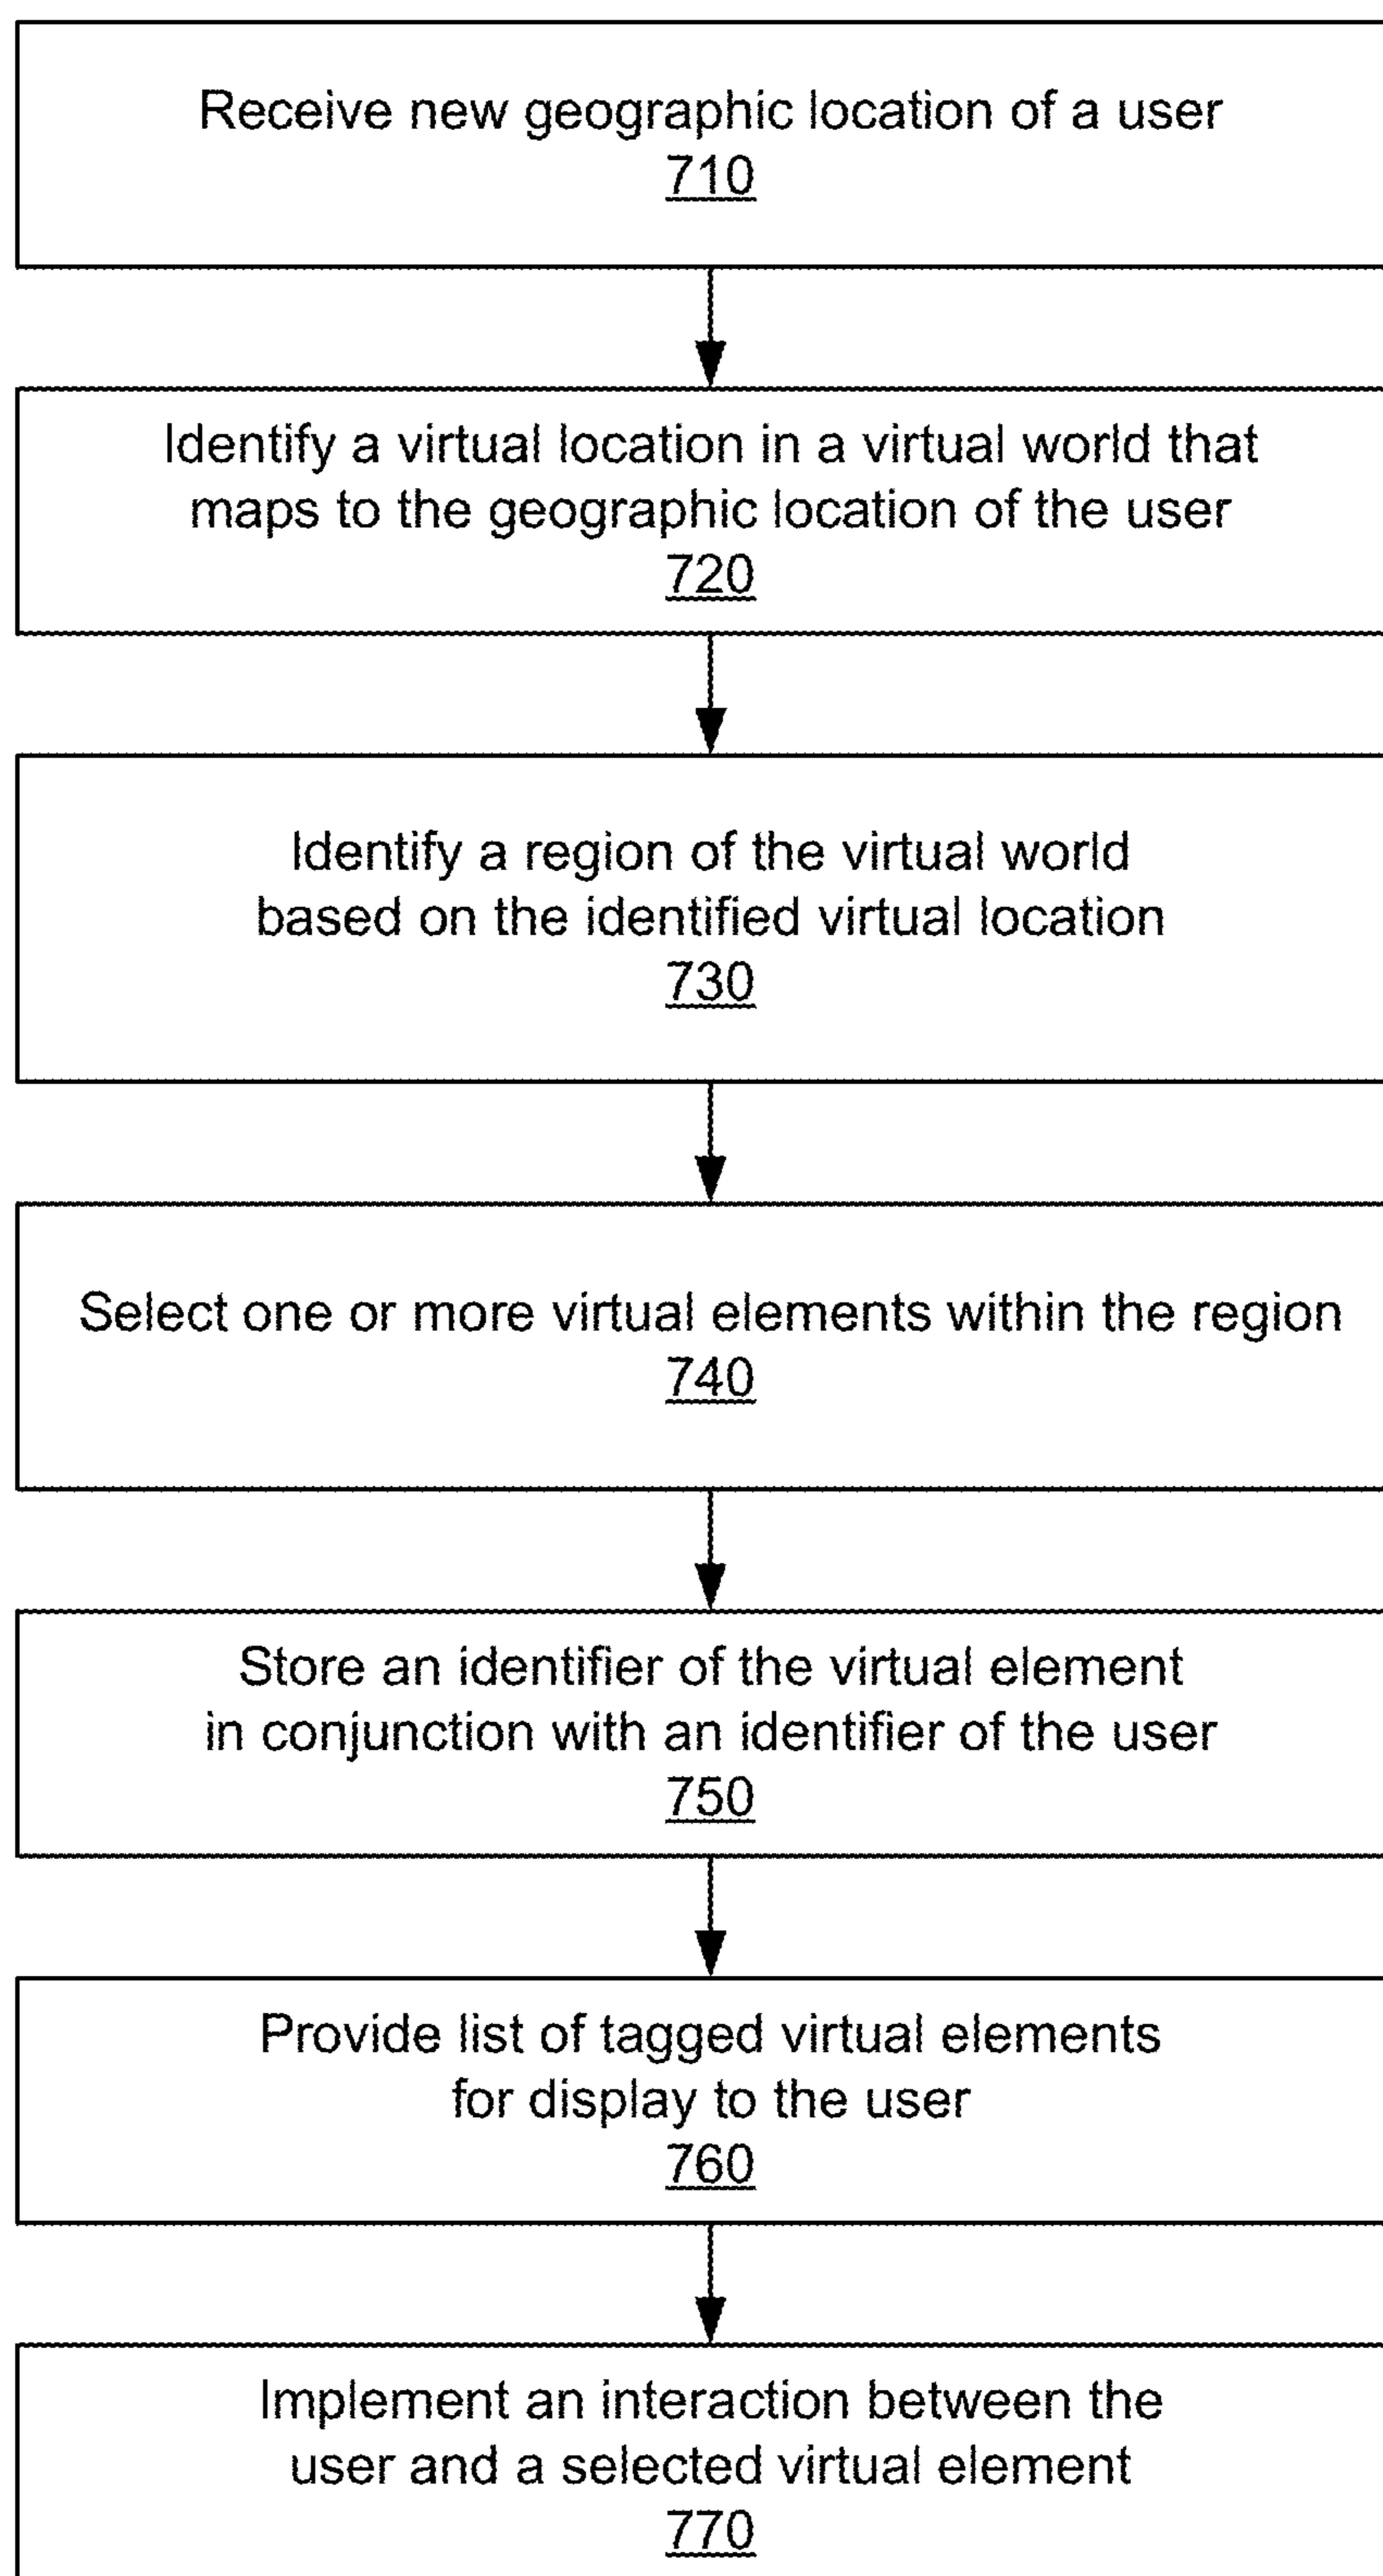 Receive new geographic location of a user
710
Identify a virtual location in a virtual world that
maps to the geographic location of the user
720
Identify a region of the virtual world
based on the identified virtual location
730
Select one or more virtual elements within the region
740
Store an identifier of the virtual element
in conjunction with an identifier of the user
750
Provide list of tagged virtual elements
for display to the user
760
Implement an interaction between the
user and a selected virtual element
770